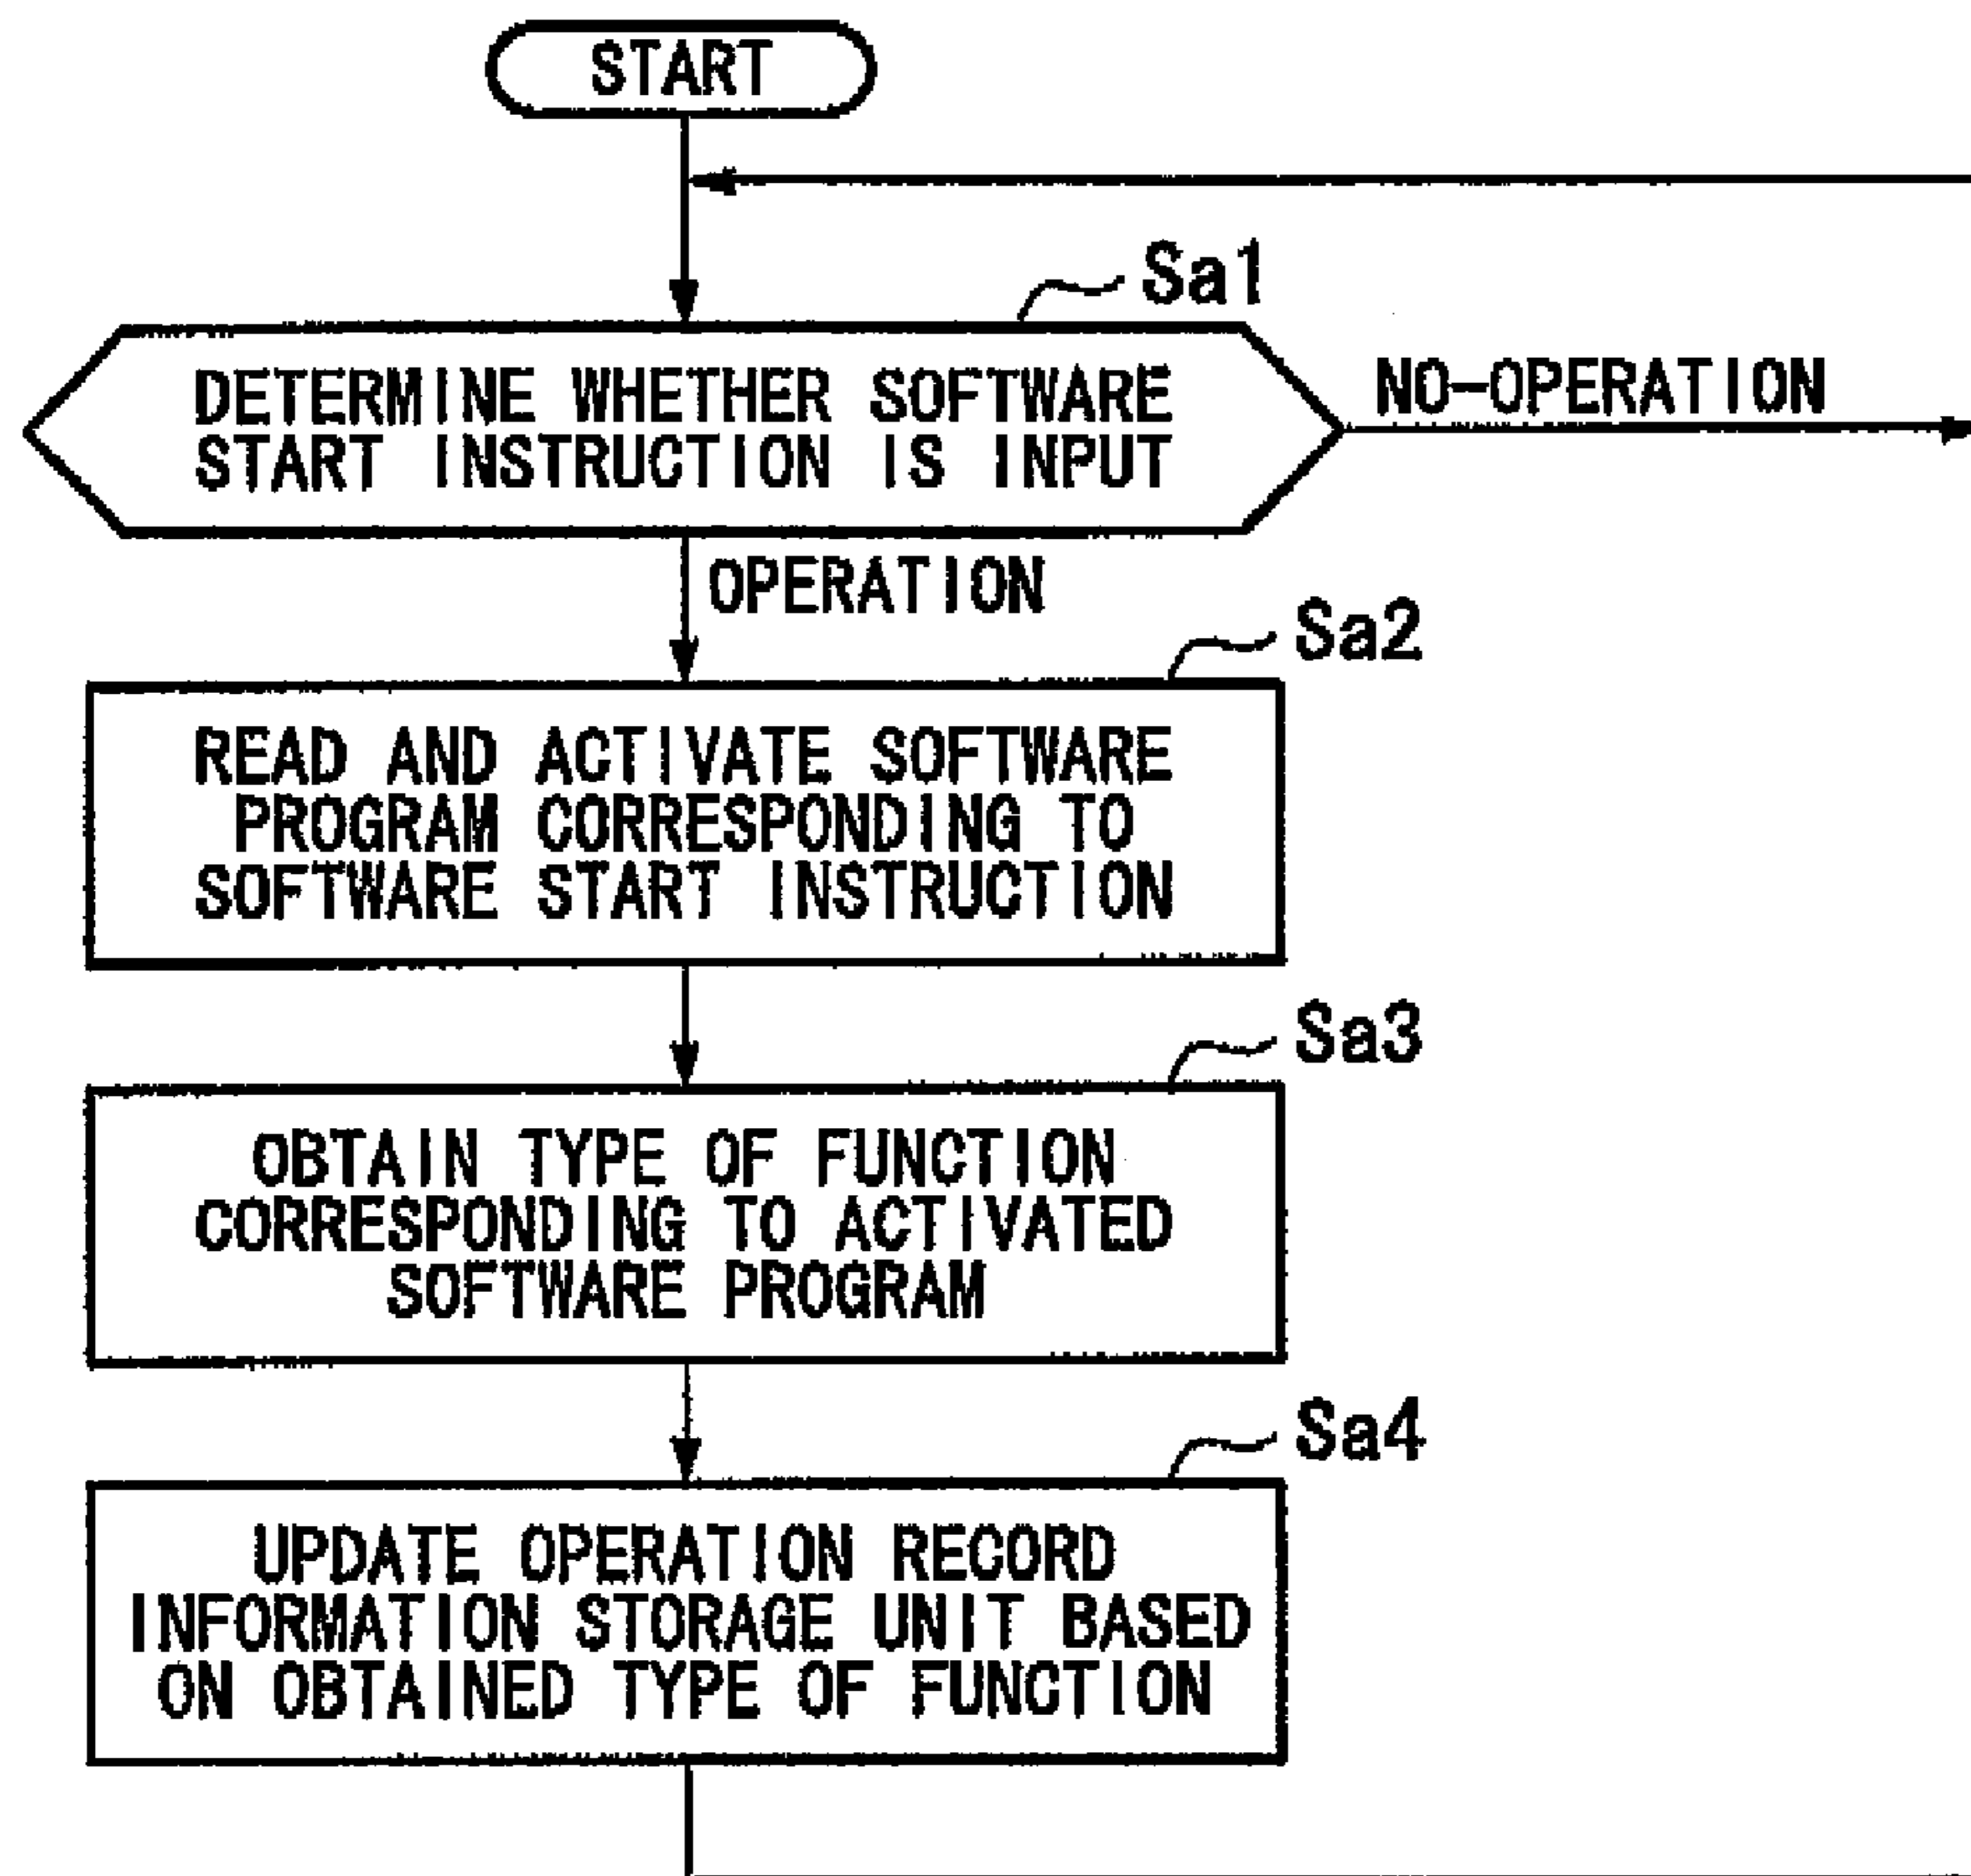 START
Sa1
DETERMINE WHETHER SOFTWARE
START INSTRUCTION IS INPUT
NO-OPERATION
OPERATION
Sa2
READ AND ACTIVATE SOFTWARE
PROGRAM CORRESPONDING TO
SOFTWARE START INSTRUCTION
Sa3
OBTAIN TYPE OF FUNCTION
CORRESPONDING TO ACTIVATED
SOFTWARE PROGRAM
Sa4
UPDATE OPERATION RECORD
INFORMATION STORAGE UNIT BASED
ON OBTAINED TYPE OF FUNCTION